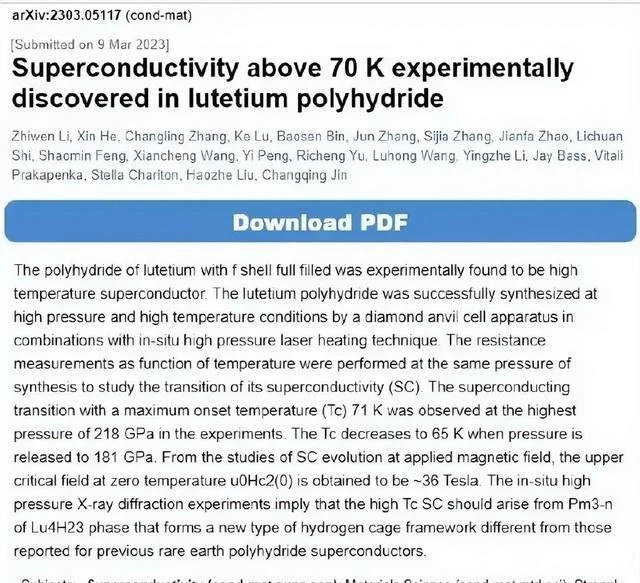 arXiv:2303.05117 (cond-mat)
[Submitted on 9 Mar 2023]
Superconductivity above 70 K experimentally
discovered in lutetium polyhydride
Zhiwen Li, Xin He, Changling Zhang, Ke Lu, Baosen Bin, Jun Zhang, Sijia Zhang, Jianfa Zhao, Lichuan
Shi, Shaomin Feng, Xiancheng Wang, Yi Peng, Richeng Yu, Luhong Wang, Yingzhe Li, Jay Bass, Vitali
Prakapenka, Stella Chariton, Haozhe Liu, Changqing Jin
Download PDF
The polyhydride of lutetium with f shell full filled was experimentally found to be high
temperature superconductor. The lutetium polyhydride was successfully synthesized at
high pressure and high temperature conditions by a diamond anvil cell apparatus in
combinations with in-situ high pressure laser heating technique. The resistance
measurements as function of temperature were performed at the same pressure of
synthesis to study the transition of its superconductivity (SC). The superconducting
transition with a maximum onset temperature (Tc) 71 K was observed at the highest
pressure of 218 GPa in the experiments. The Tc decreases to 65 K when pressure is
released to 181 GPa. From the studies of SC evolution at applied magnetic field, the upper
critical field at zero temperature u0Hc2(0) is obtained to be ~36 Tesla. The in-situ high
pressure X-ray diffraction experiments imply that the high Tc SC should arise from Pm3-n
of Lu4H23 phase that forms a new type of hydrogen cage framework different from those
reported for previous rare earth polyhydride superconductors.